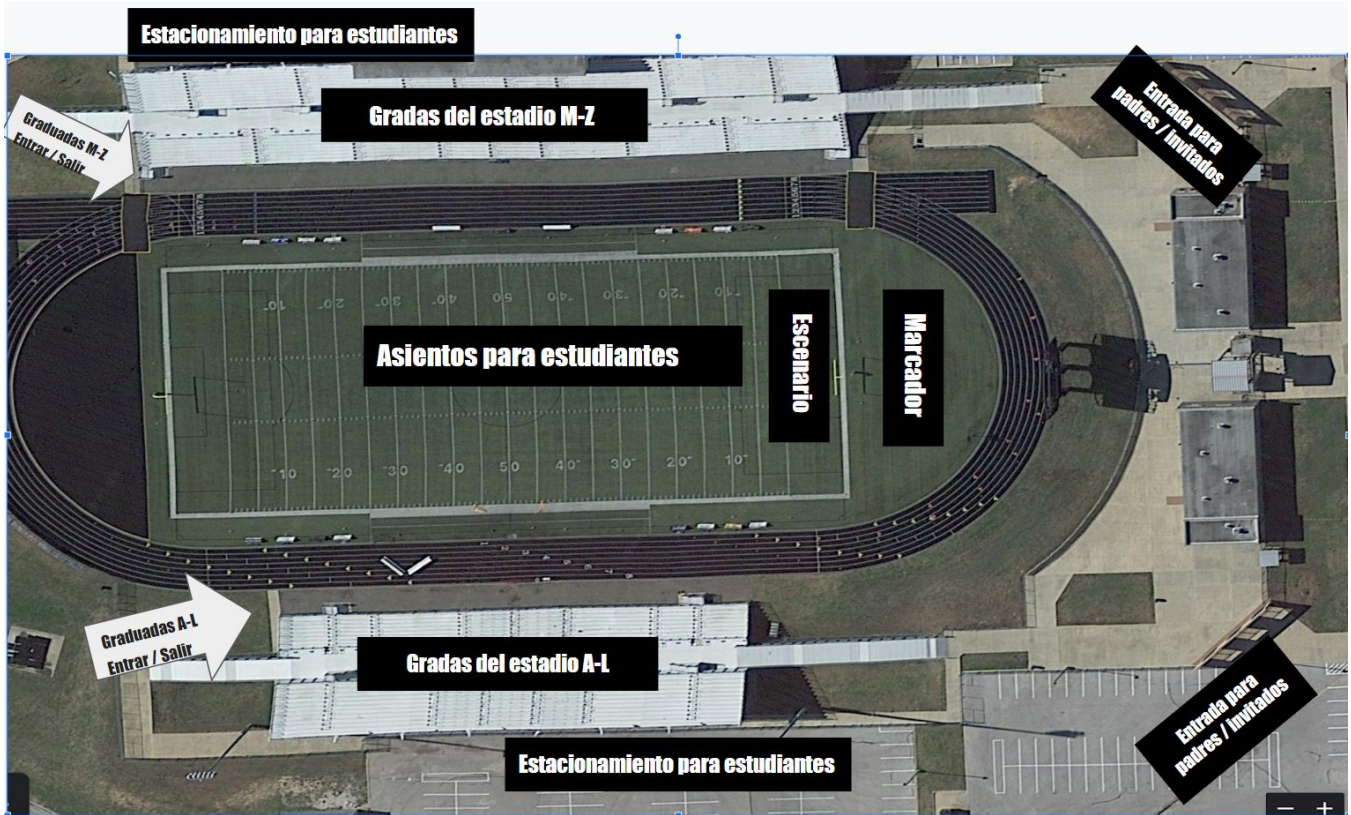 Estacionamiento para estudiantes
Gradas del estadio M-Z
Graduadas M-Z
Entrar / Salir
Entrada para
padres / invitados
10 20 30 40 50 40 30 20 10
Asientos para estudiantes
Escenario
Marcador
10 20 30 40 50 40 30 20 10
Graduadas A-L
Entrar / Salir
Gradas del estadio A-L
Entrada para
padres / invitados
Estacionamiento para estudiantes